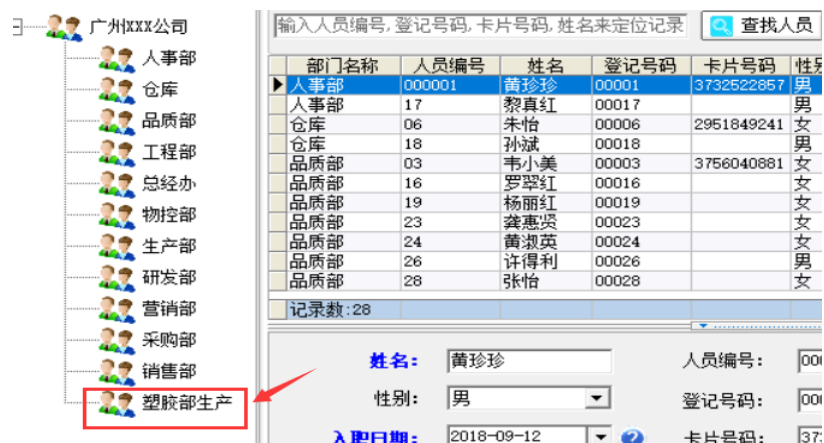 广州XXX公司
人事部
仓库
品质部
工程部
总经办
物控部
生产部
研发部
营销部
采购部
销售部
塑胶部生产
输入人员编号,登记号码,卡片号码,姓名来定位记录 查找人员
部门名称 人员编号 姓名 登记号码 卡片号码
人事部 000001 黄珍珍 00001 3732522857 男
人事部 17 黎真红 00017 男
仓库 06 朱怡 00006 2951849241 女
仓库 18 孙斌 00018 男
品质部 03 韦小美 00003 3756040881 女
品质部 16 罗翠红 00016 女
品质部 19 杨丽红 00019 女
品质部 23 龚惠贤 00023 女
品质部 24 黄淑英 00024 女
品质部 26 许得利 00026 男
品质部 28 张怡 00028 女
记录数:28
姓名: 黄珍珍 人员编号:
性别: 男 登记号码:
入职日期: 2018-09-12 卡片号码: